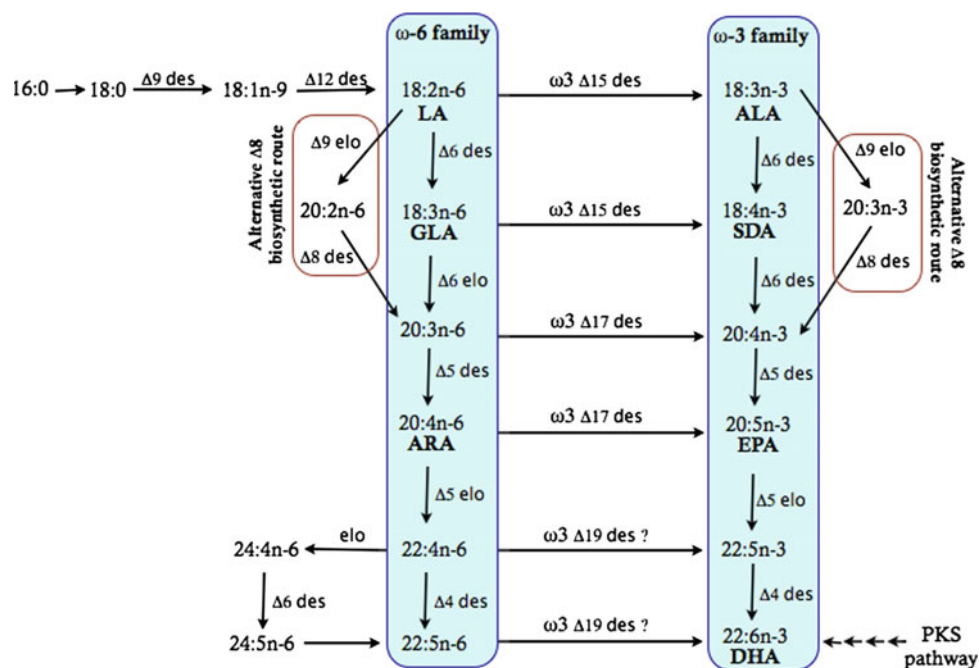 ω-6 family
ω-3 family
16:0
18:0
Δ9 des
18:1n-9
Δ12 des
18:2n-6
LA
ω3 Δ15 des
18:3n-3
ALA
Alternative Δ8
biosynthetic route
Δ9 elo
20:2n-6
Δ8 des
Δ6 des
18:3n-6
GLA
ω3 Δ15 des
Δ6 des
18:4n-3
SDA
Δ9 elo
20:3n-3
Δ8 des
Alternative Δ8
biosynthetic route
Δ6 elo
20:3n-6
ω3 Δ17 des
Δ6 des
20:4n-3
Δ5 des
20:4n-6
ARA
ω3 Δ17 des
Δ5 des
20:5n-3
EPA
Δ5 elo
Δ5 elo
24:4n-6
elo
22:4n-6
ω3 Δ19 des ?
22:5n-3
Δ6 des
Δ4 des
Δ4 des
24:5n-6
22:5n-6
ω3 Δ19 des ?
22:6n-3
DHA
PKS
pathway